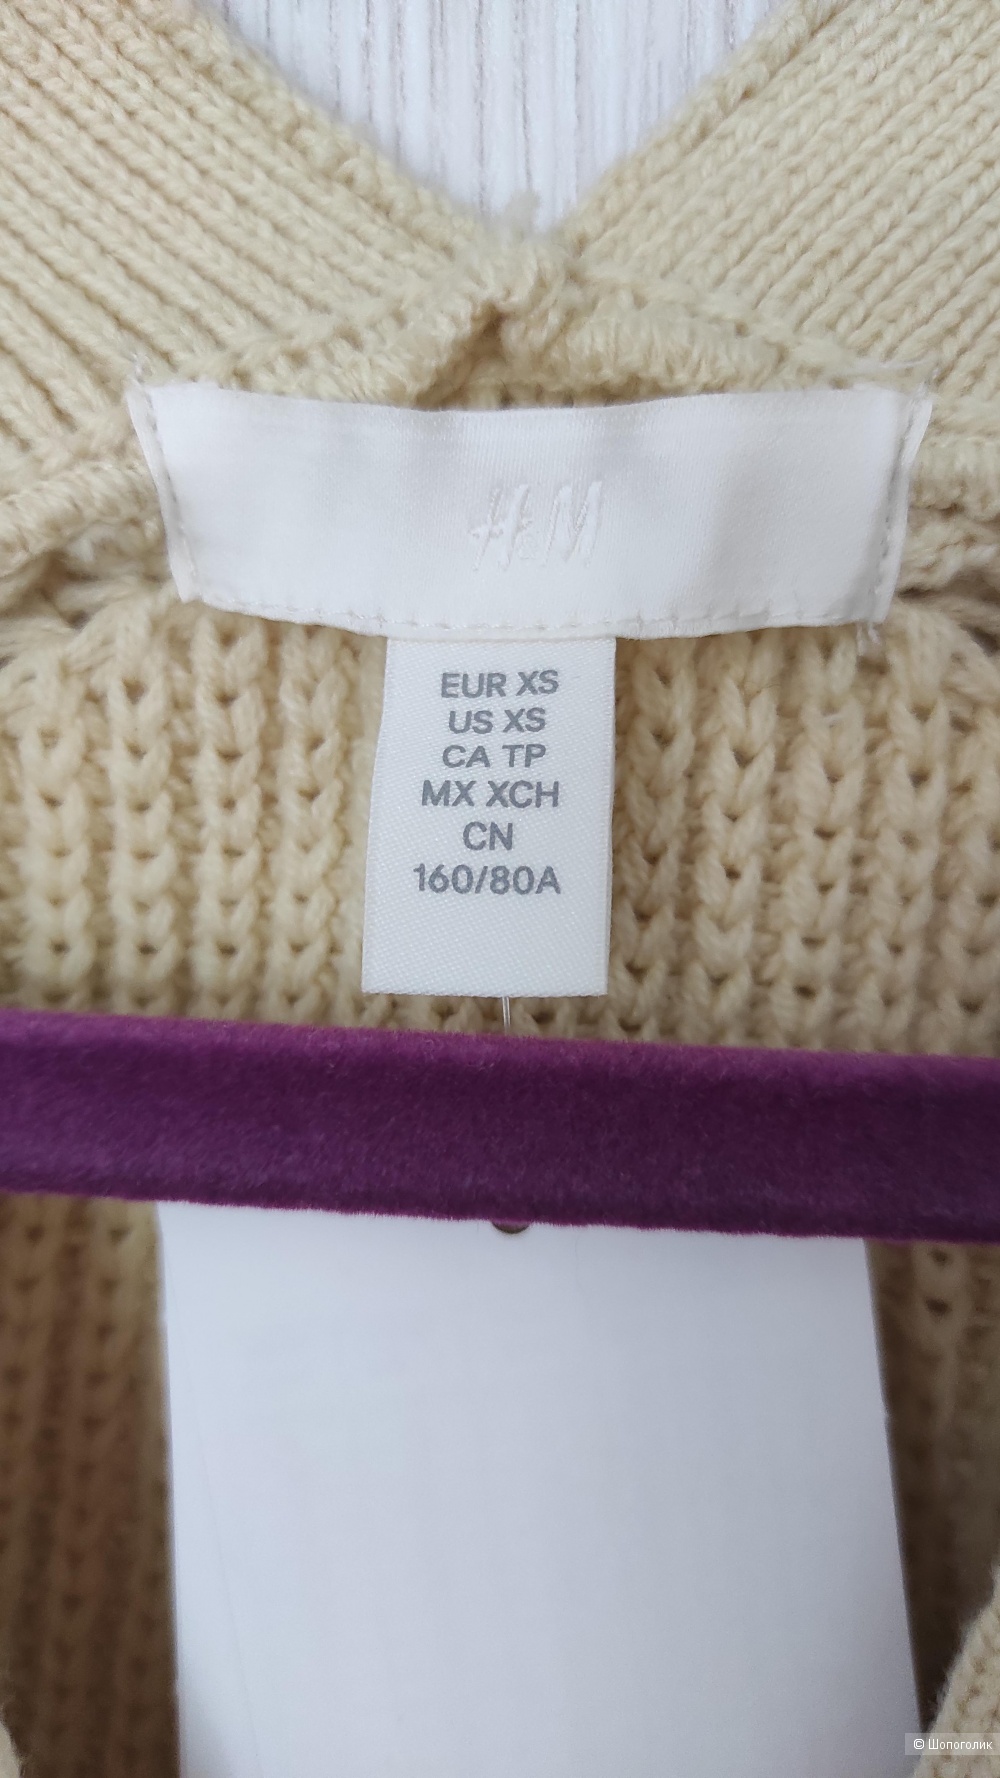 H&M
EUR XS
US XS
CA TP
MX XCH
CN
160/80A
© Шопоголик